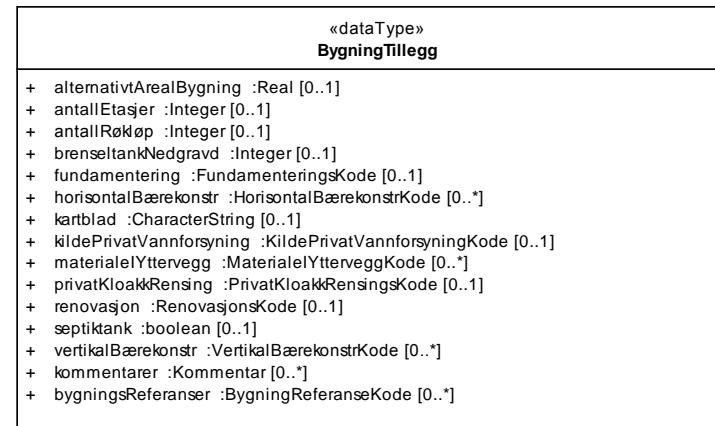 «dataType»
BygningTillegg
+ alternativtArealBygning :Real [0..1]
+ antallEtasjer :Integer [0..1]
+ antallRøkløp :Integer [0..1]
+ brenseltankNedgravd :Integer [0..1]
+ fundamentering :FundamenteringsKode [0..1]
+ horisontalBærekonstr :HorisontalBærekonstrKode [0..*]
+ kartblad :CharacterString [0..1]
+ kildePrivatVannforsyning :KildePrivatVannforsyningKode [0..1]
+ materialeIYttervegg :MaterialeIYtterveggKode [0..*]
+ privatKloakkRensing :PrivatKloakkRensingsKode [0..1]
+ renovasjon :RenovasjonsKode [0..1]
+ septiktank :boolean [0..1]
+ vertikalBærekonstr :VertikalBærekonstrKode [0..*]
+ kommentarer :Kommentar [0..*]
+ bygningsReferanser :BygningReferanseKode [0..*]